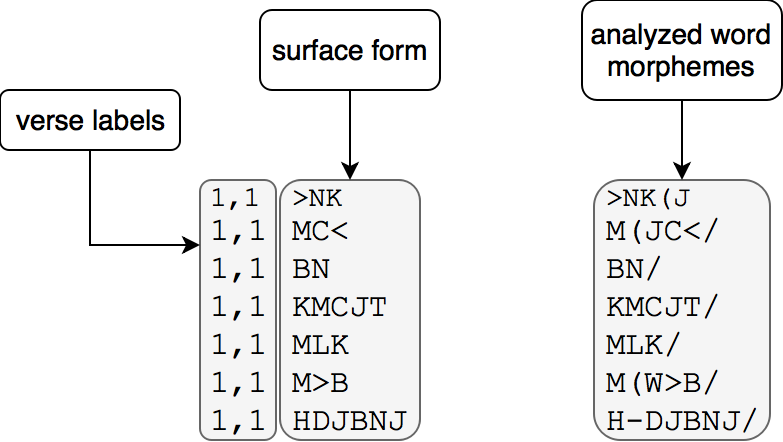 surface form
analyzed word
morphemes
verse labels
1,1 >NK >NK(J
1,1 MC< M(JC</
1,1 BN BN/
1,1 KMCJT KMCJT/
1,1 MLK MLK/
1,1 M>B M(W>B/
1,1 HDJBNJ H-DJBNJ/